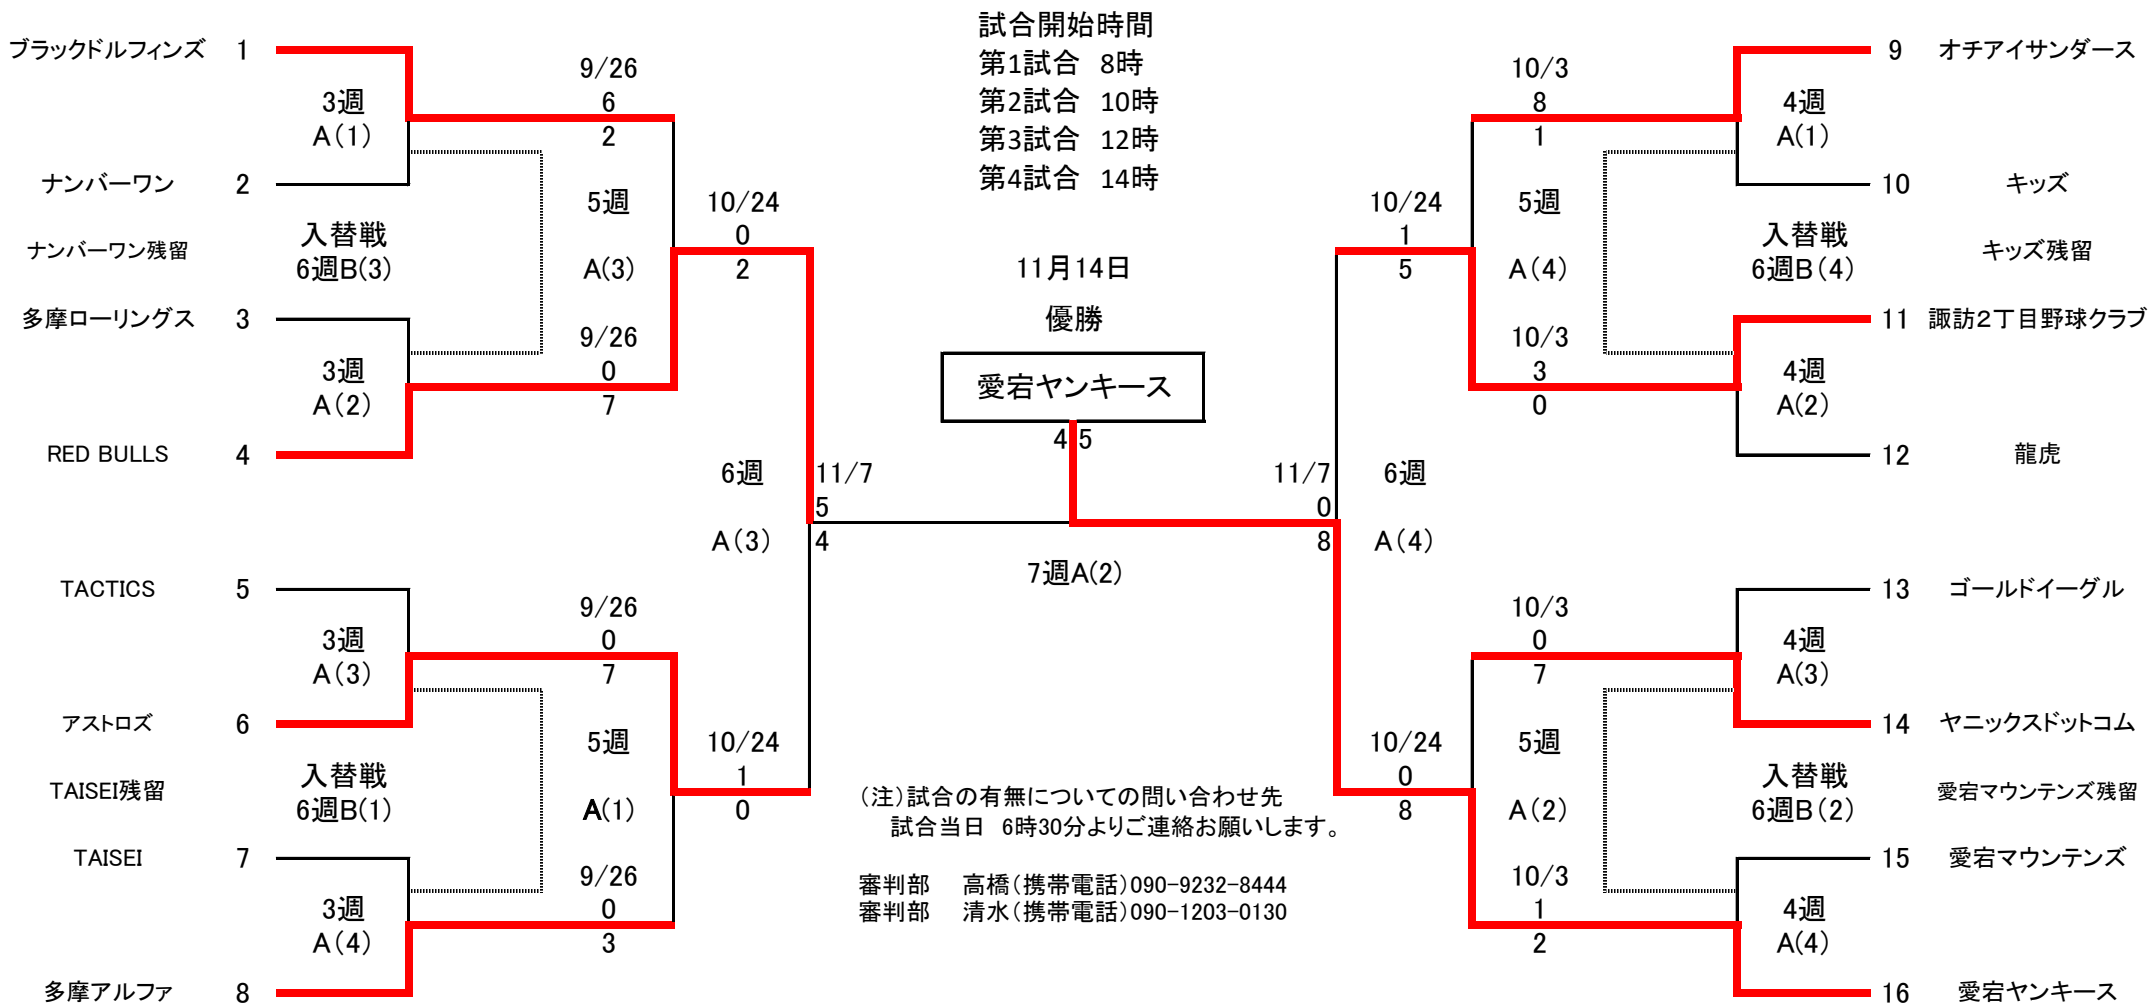 試合開始時間
第1試合 8時
第2試合 10時
第3試合 12時
第4試合 14時
ブラックドルフィンズ 1
3週
A(1)
9/26
6
2
ナンバーワン 2
ナンバーワン残留
入替戦
6週B(3)
5週
A(3)
10/24
0
2
多摩ローリングス 3
3週
A(2)
9/26
0
7
RED BULLS 4
6週
A(3)
11/7
5
4
TACTICS 5
3週
A(3)
9/26
0
7
アストロズ 6
TAISEI残留
入替戦
6週B(1)
5週
A(1)
10/24
1
0
TAISEI 7
3週
A(4)
9/26
0
3
多摩アルファ 8
11月14日
優勝
愛宕ヤンキース
4 5
7週A(2)
10/3
8
1
4週
A(1)
9 オチアイサンダース
10 キッズ
10/24
1
5
5週
A(4)
入替戦
6週B(4)
キッズ残留
10/3
3
0
4週
A(2)
11 諏訪2丁目野球クラブ
12 龍虎
11/7
0
8
6週
A(4)
10/3
0
7
4週
A(3)
13 ゴールドイーグル
14 ヤニックスドットコム
10/24
0
8
5週
A(2)
入替戦
6週B(2)
愛宕マウンテンズ残留
10/3
1
2
4週
A(4)
15 愛宕マウンテンズ
16 愛宕ヤンキース
(注)試合の有無についての問い合わせ先
試合当日 6時30分よりご連絡お願いします。
審判部 高橋(携帯電話)090-9232-8444
審判部 清水(携帯電話)090-1203-0130